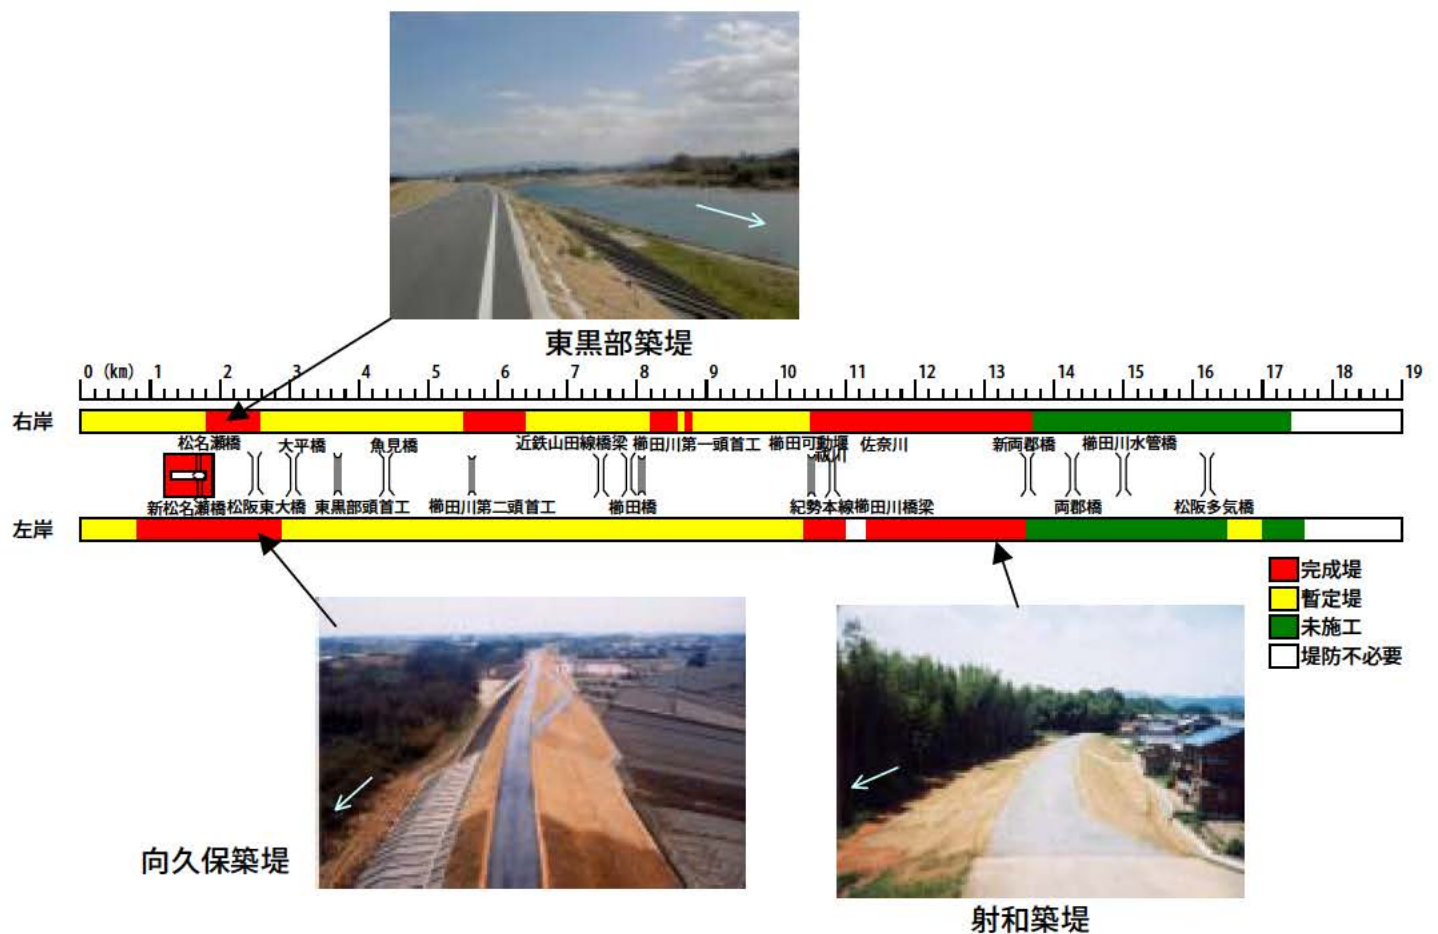 東黒部築堤
0 (km) 1 2 3 4 5 6 7 8 9 10 11 12 13 14 15 16 17 18 19
右岸
松名瀬橋 大平橋 魚見橋 近鉄山田線橋梁 櫛田川第一頭首工 櫛田可動堰 祓川 佐奈川 新両郡橋 櫛田川水管橋
新松名瀬橋 松阪東大橋 東黒部頭首工 櫛田川第二頭首工 櫛田橋 紀勢本線櫛田川橋梁 両郡橋 松阪多気橋
左岸
完成堤
暫定堤
未施工
堤防不必要
向久保築堤
射和築堤